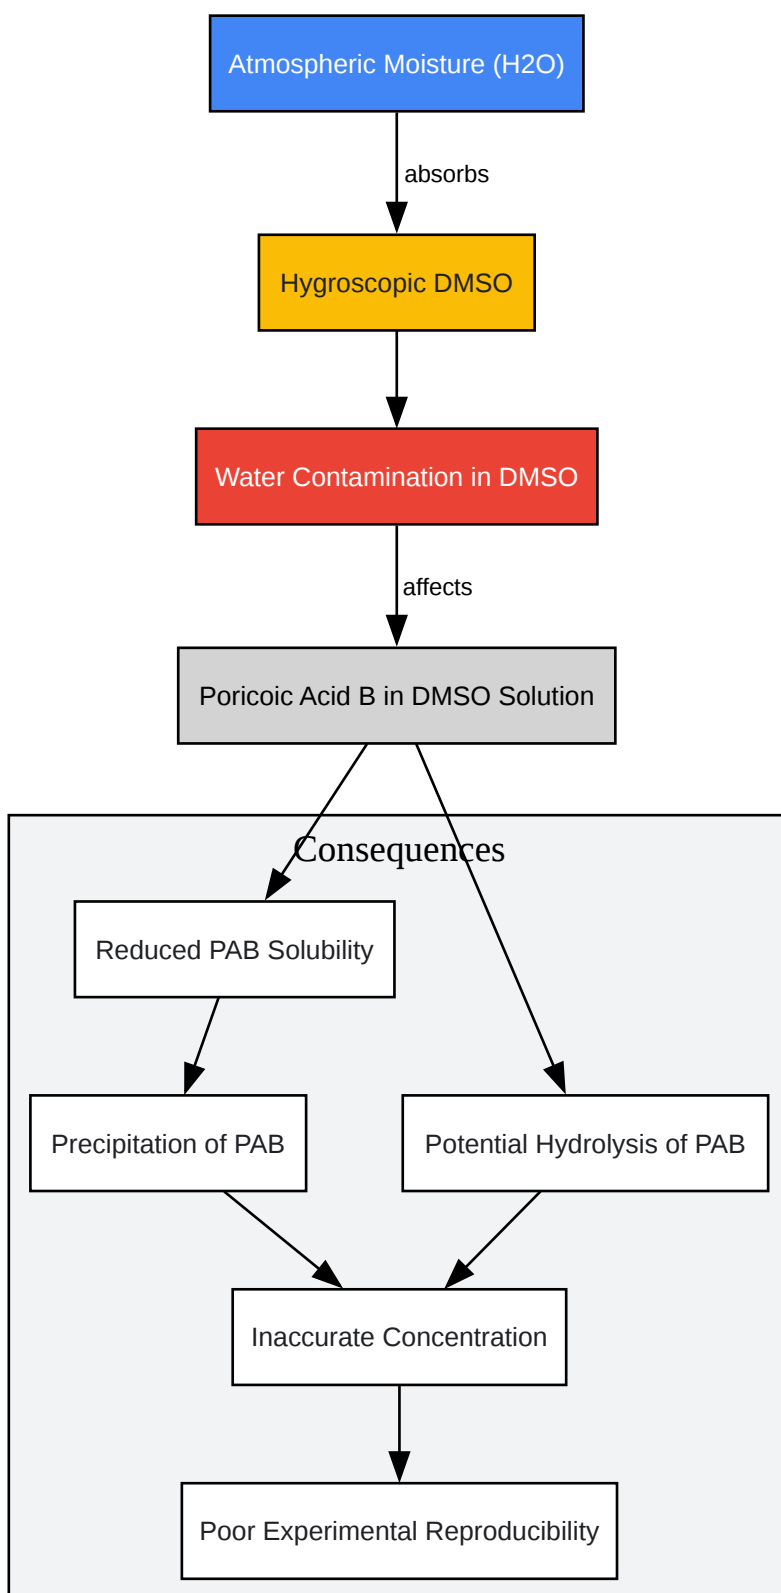 Atmospheric Moisture (H2O)
absorbs
Hygroscopic DMSO
Water Contamination in DMSO
affects
Poricoic Acid B in DMSO Solution
Consequences
Reduced PAB Solubility
Precipitation of PAB
Potential Hydrolysis of PAB
Inaccurate Concentration
Poor Experimental Reproducibility